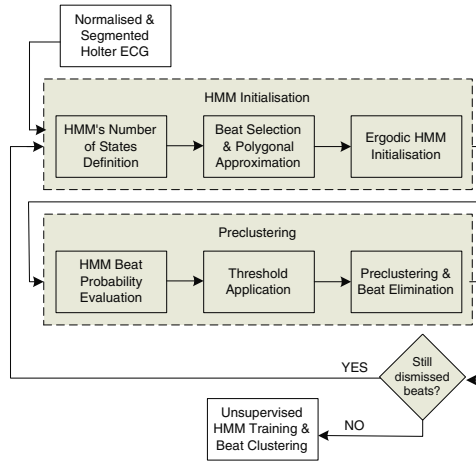 Normalised &
Segmented
Holter ECG
HMM Initialisation
HMM's Number
of States
Definition
Beat Selection
& Polygonal
Approximation
Ergodic HMM
Initialisation
Preclustering
HMM Beat
Probability
Evaluation
Threshold
Application
Preclustering &
Beat Elimination
Still
dismissed
beats?
YES
NO
Unsupervised
HMM Training &
Beat Clustering